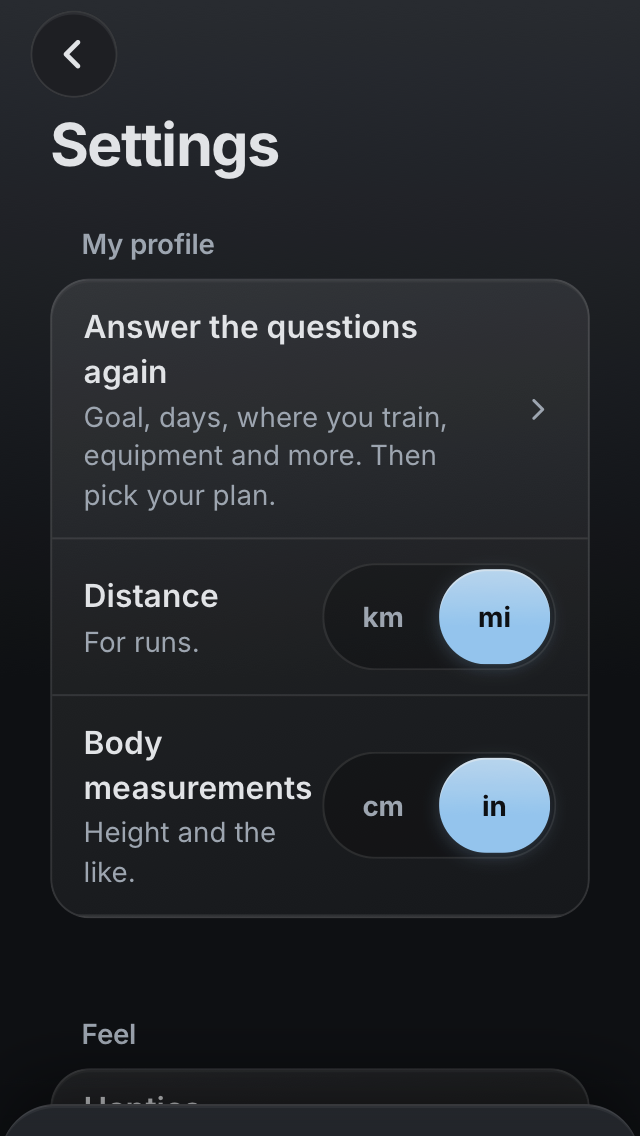 Settings
My profile
Answer the questions
again
Goal, days, where you train,
equipment and more. Then
pick your plan.
Distance
For runs.
km
mi
Body
measurements
Height and the
like.
cm
in
Feel
Haptics